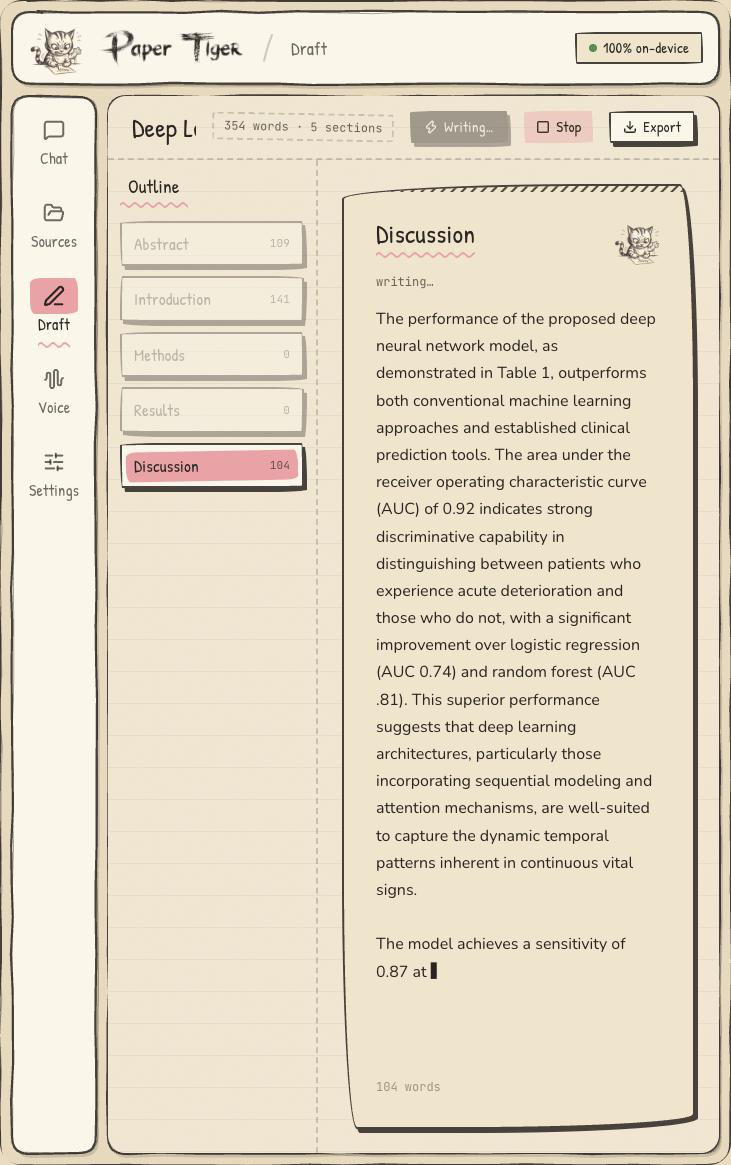 Paper Tiger / Draft
100% on-device
Chat
Sources
Draft
Voice
Settings
Deep L
354 words · 5 sections
Writing…
Stop
Export
Outline
Abstract 109
Introduction 141
Methods 0
Results 0
Discussion 104
Discussion
writing…
The performance of the proposed deep
neural network model, as
demonstrated in Table 1, outperforms
both conventional machine learning
approaches and established clinical
prediction tools. The area under the
receiver operating characteristic curve
(AUC) of 0.92 indicates strong
discriminative capability in
distinguishing between patients who
experience acute deterioration and
those who do not, with a significant
improvement over logistic regression
(AUC 0.74) and random forest (AUC
.81). This superior performance
suggests that deep learning
architectures, particularly those
incorporating sequential modeling and
attention mechanisms, are well-suited
to capture the dynamic temporal
patterns inherent in continuous vital
signs.
The model achieves a sensitivity of
0.87 at
104 words